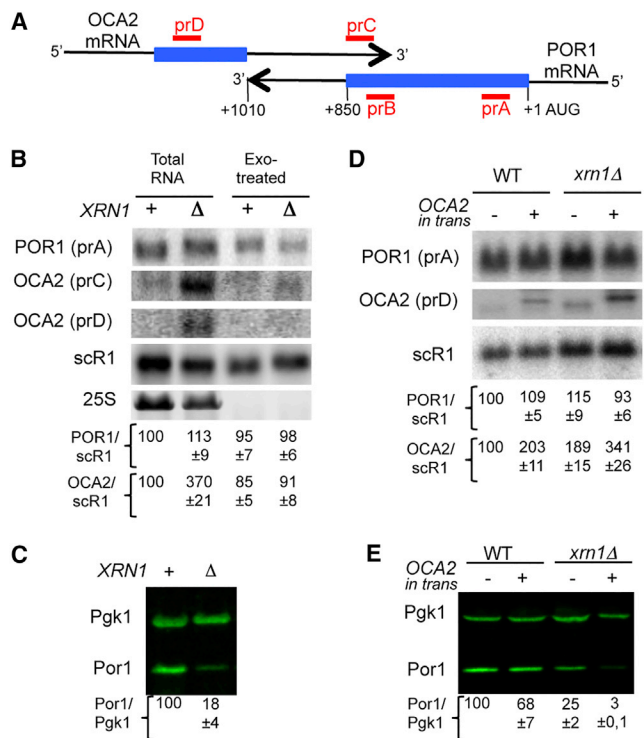 A
OCA2 mRNA
prD
prC
5'
3'
POR1 mRNA
3'
5'
+1010
+850
prB
prA
+1 AUG
B
Total RNA
Exo-treated
XRN1 + Δ + Δ
POR1 (prA)
OCA2 (prC)
OCA2 (prD)
scR1
25S
POR1/scR1 100 113 ±9 95 ±7 98 ±6
OCA2/scR1 100 370 ±21 85 ±5 91 ±8
C
XRN1 + Δ
Pgk1
Por1
Por1/Pgk1 100 18 ±4
D
WT xrn1Δ
OCA2 in trans - + - +
POR1 (prA)
OCA2 (prD)
scR1
POR1/scR1 100 109 ±5 115 ±9 93 ±6
OCA2/scR1 100 203 ±11 189 ±15 341 ±26
E
WT xrn1Δ
OCA2 in trans - + - +
Pgk1
Por1
Por1/Pgk1 100 68 ±7 25 ±2 3 ±0,1